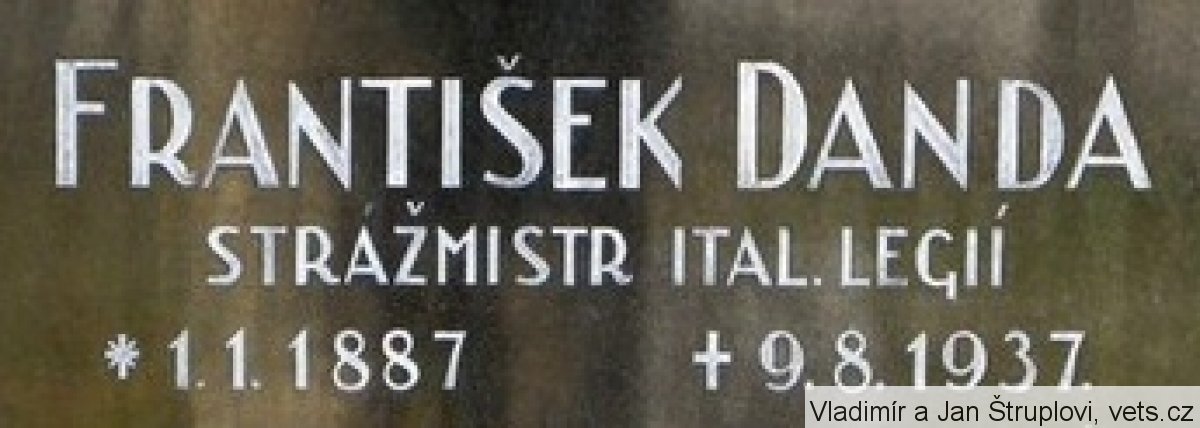 FRANTIŠEK DANDA
STRÁŽMISTR ITAL. LEGIÍ
* 1.1.1887 ✝ 9.8.1937.
Vladimír a Jan Štruplovi, vets.cz